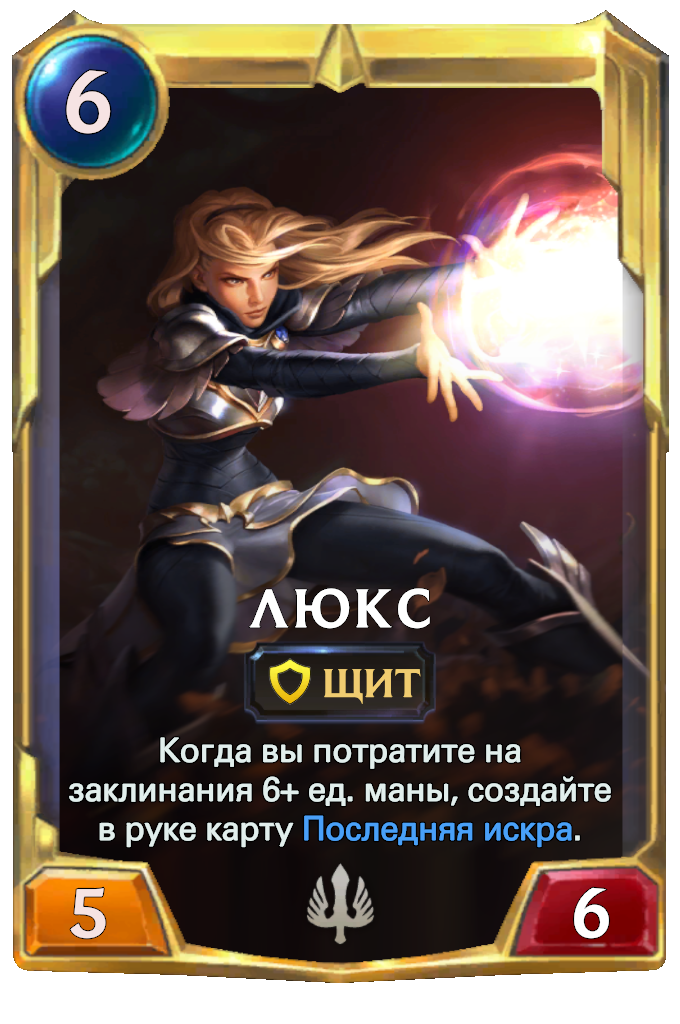 6
ЛЮКС
ЩИТ
Когда вы потратите на
заклинания 6+ ед. маны, создайте
в руке карту Последняя искра.
5
6